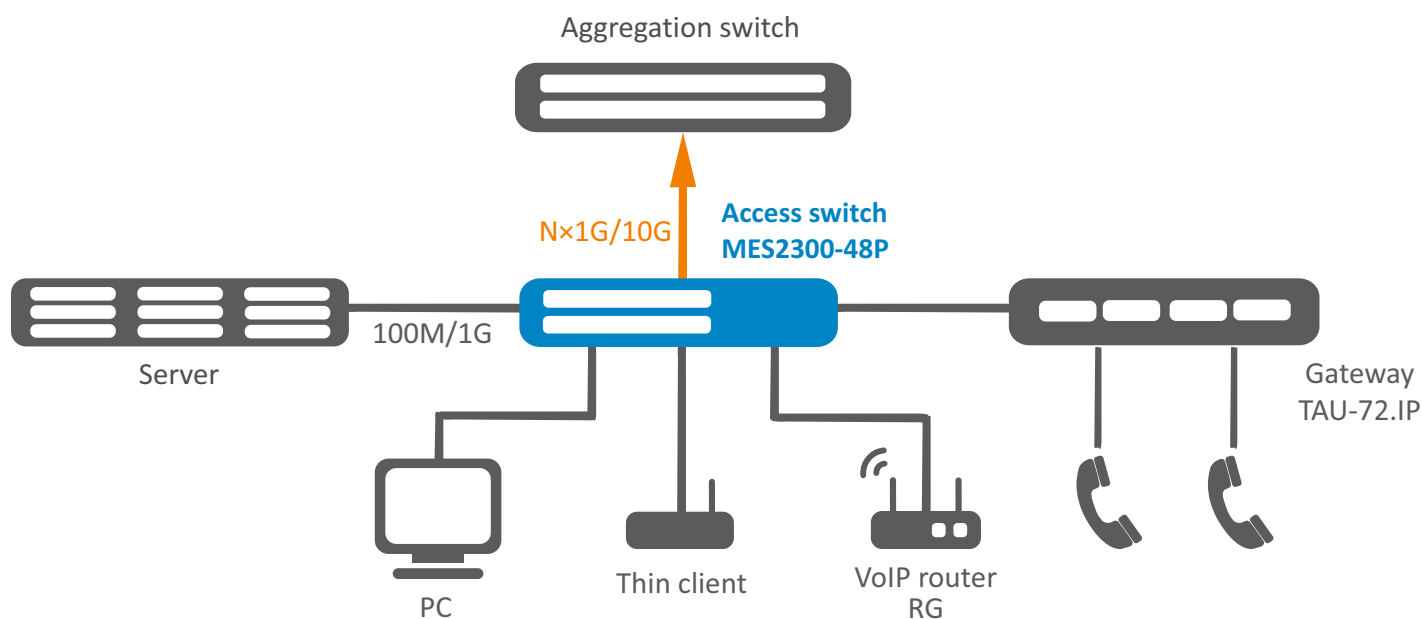 Aggregation switch
N×1G/10G
Access switch
MES2300-48P
100M/1G
Server
Gateway
TAU-72.IP
PC
Thin client
VoIP router
RG